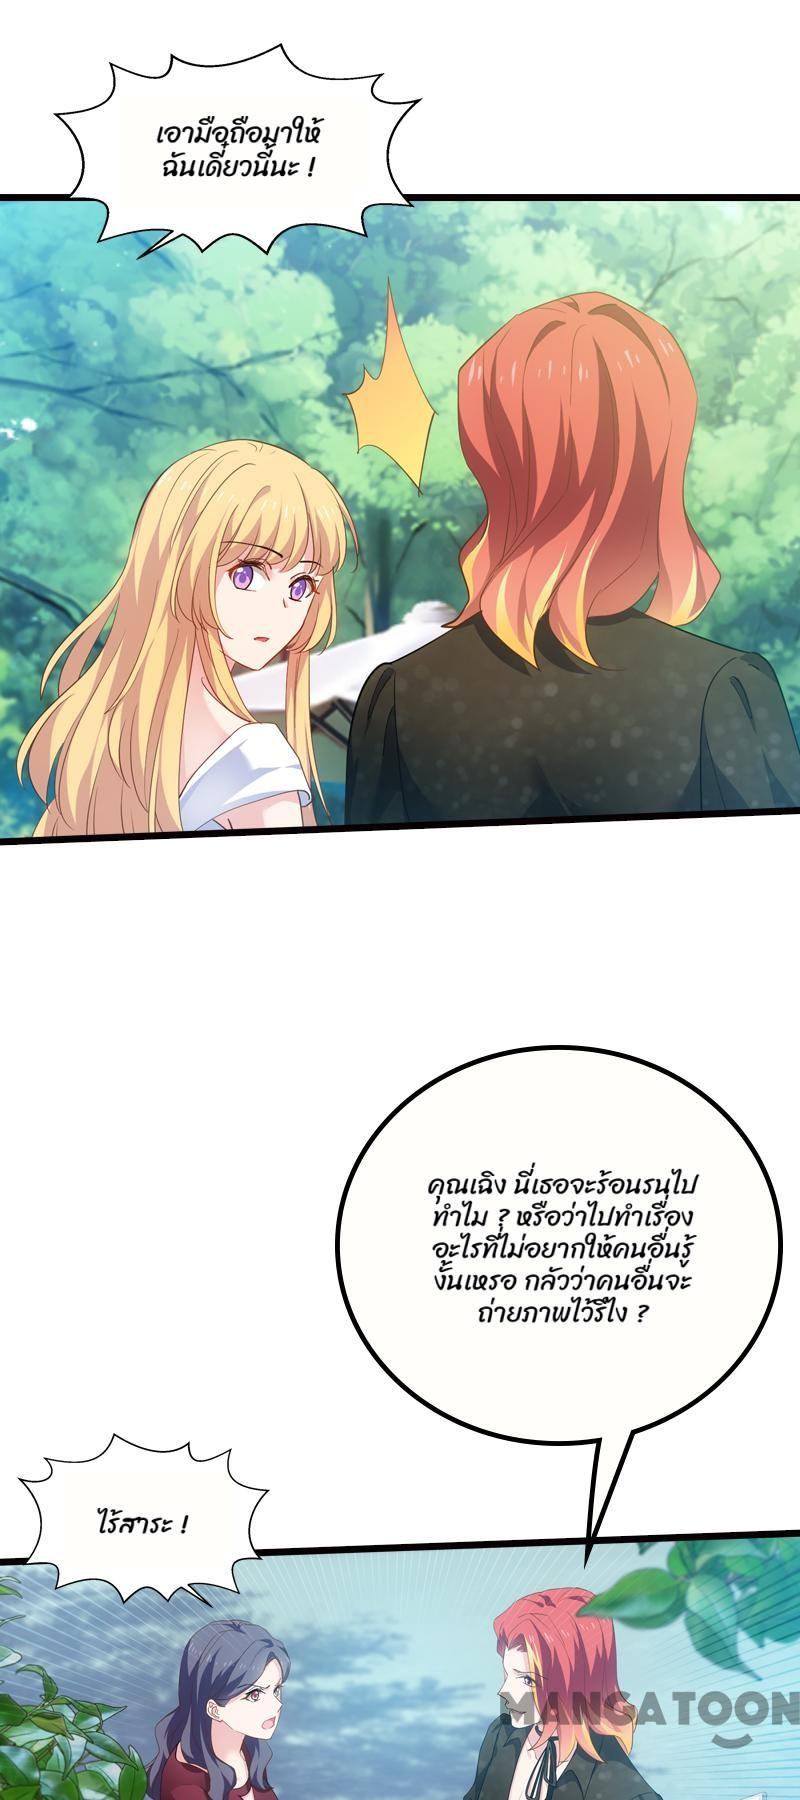 เอามือถือมาให้
ฉันเดี๋ยวนี้นะ !
คุณเฉิง นี่เธอจะร้อนรนไป
ทำไม ? หรือว่าไปทำเรื่อง
อะไรที่ไม่อยากให้คนอื่นรู้
งั้นเหรอ กลัวว่าคนอื่นจะ
ถ่ายภาพไว้รึไง ?
ไร้สาระ !
MANGATOON